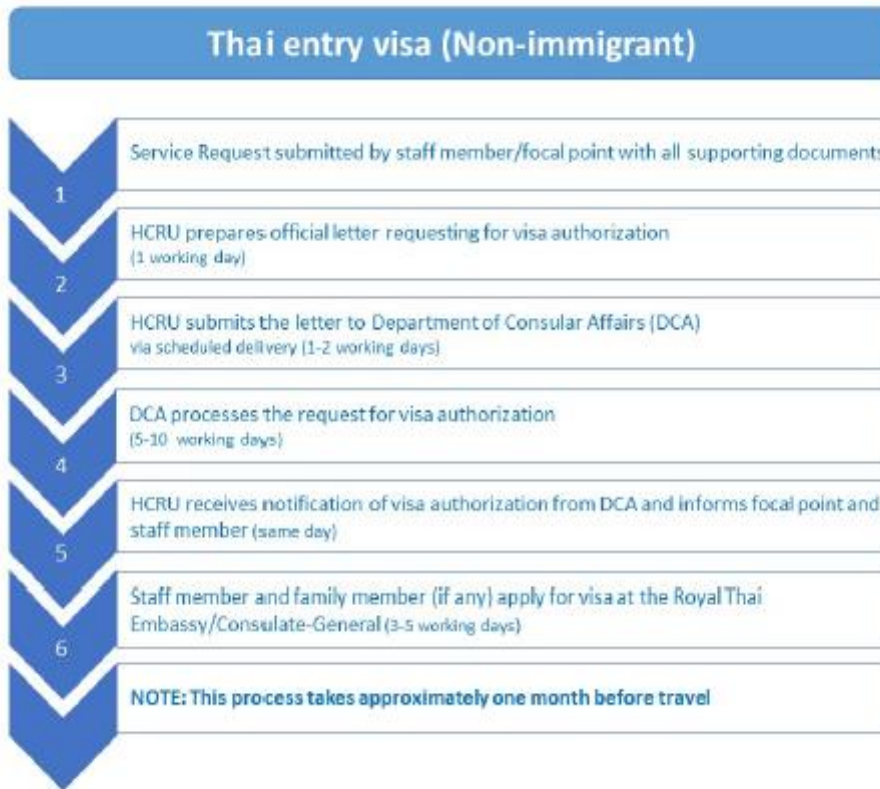 Thai entry visa (Non-immigrant)
1
Service Request submitted by staff member/focal point with all supporting documents
2
HCRU prepares official letter requesting for visa authorization
(1 working day)
3
HCRU submits the letter to Department of Consular Affairs (DCA)
via scheduled delivery (1-2 working days)
4
DCA processes the request for visa authorization
(5-10 working days)
5
HCRU receives notification of visa authorization from DCA and informs focal point and
staff member (same day)
6
Staff member and family member (if any) apply for visa at the Royal Thai
Embassy/Consulate-General (3-5 working days)
NOTE: This process takes approximately one month before travel